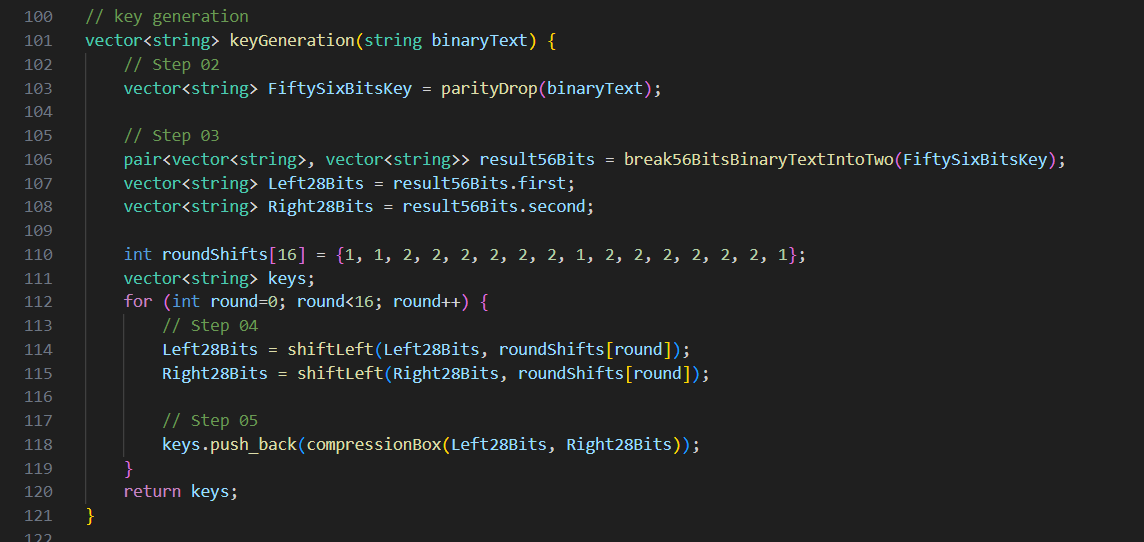 100 // key generation
101 vector<string> keyGeneration(string binaryText) {
102     // Step 02
103     vector<string> FiftySixBitsKey = parityDrop(binaryText);
104
105     // Step 03
106     pair<vector<string>, vector<string>> result56Bits = break56BitsBinaryTextIntoTwo(FiftySixBitsKey);
107     vector<string> Left28Bits = result56Bits.first;
108     vector<string> Right28Bits = result56Bits.second;
109
110     int roundShifts[16] = {1, 1, 2, 2, 2, 2, 2, 2, 1, 2, 2, 2, 2, 2, 2, 1};
111     vector<string> keys;
112     for (int round=0; round<16; round++) {
113         // Step 04
114         Left28Bits = shiftLeft(Left28Bits, roundShifts[round]);
115         Right28Bits = shiftLeft(Right28Bits, roundShifts[round]);
116
117         // Step 05
118         keys.push_back(compressionBox(Left28Bits, Right28Bits));
119     }
120     return keys;
121 }
122